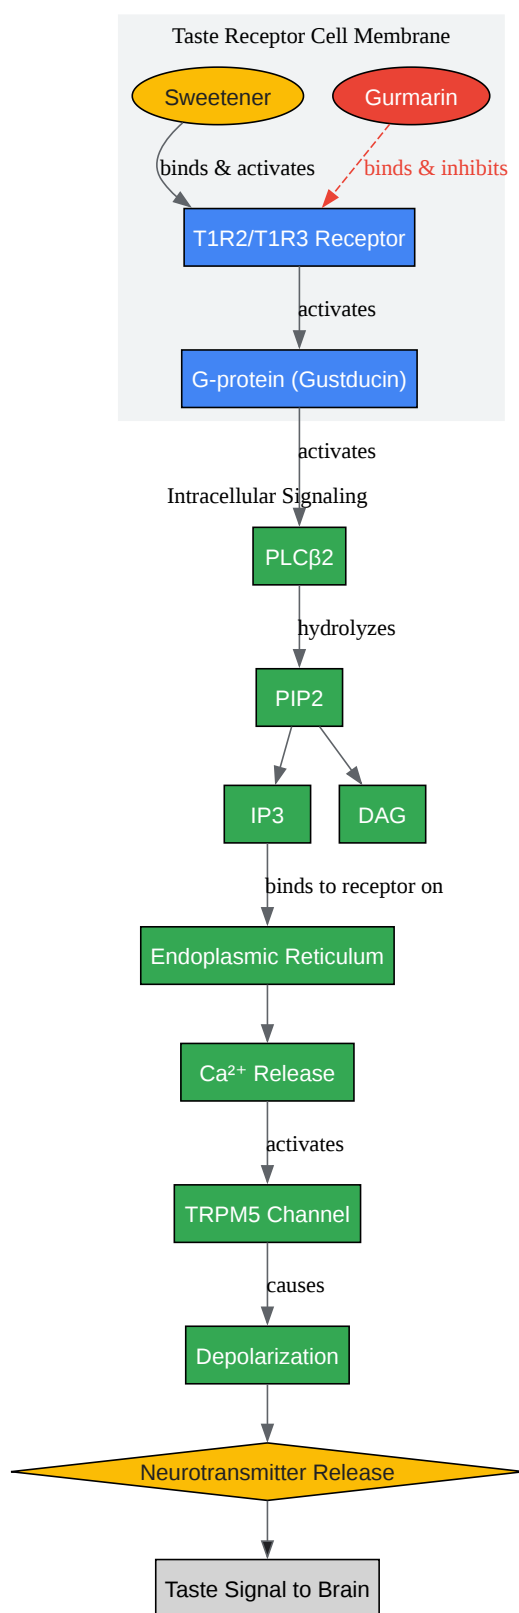 Taste Receptor Cell Membrane
Sweetener
Gurmarin
binds & activates
binds & inhibits
T1R2/T1R3 Receptor
activates
G-protein (Gustducin)
activates
Intracellular Signaling
PLCβ2
hydrolyzes
PIP2
IP3
DAG
binds to receptor on
Endoplasmic Reticulum
Ca²⁺ Release
activates
TRPM5 Channel
causes
Depolarization
Neurotransmitter Release
Taste Signal to Brain